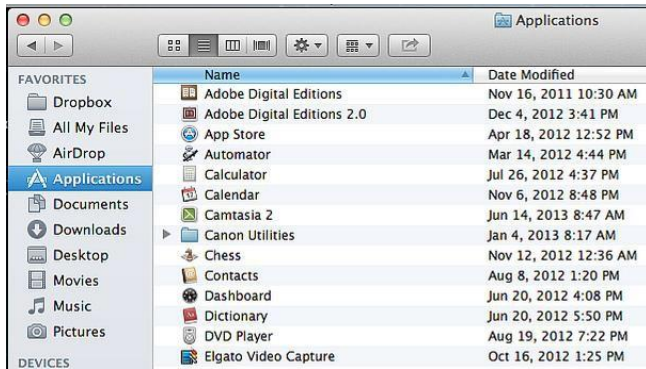 Applications
FAVORITES
Dropbox
All My Files
AirDrop
Applications
Documents
Downloads
Desktop
Movies
Music
Pictures
DEVICES
Name Date Modified
Adobe Digital Editions Nov 16, 2011 10:30 AM
Adobe Digital Editions 2.0 Dec 4, 2012 3:41 PM
App Store Apr 18, 2012 12:52 PM
Automator Mar 14, 2012 4:44 PM
Calculator Jul 26, 2012 4:37 PM
Calendar Nov 6, 2012 8:48 PM
Camtasia 2 Jun 14, 2013 8:47 AM
Canon Utilities Jan 4, 2013 8:17 AM
Chess Nov 12, 2012 12:36 AM
Contacts Aug 8, 2012 1:20 PM
Dashboard Jun 20, 2012 4:08 PM
Dictionary Jun 20, 2012 5:50 PM
DVD Player Aug 19, 2012 7:22 PM
Elgato Video Capture Oct 16, 2012 1:25 PM